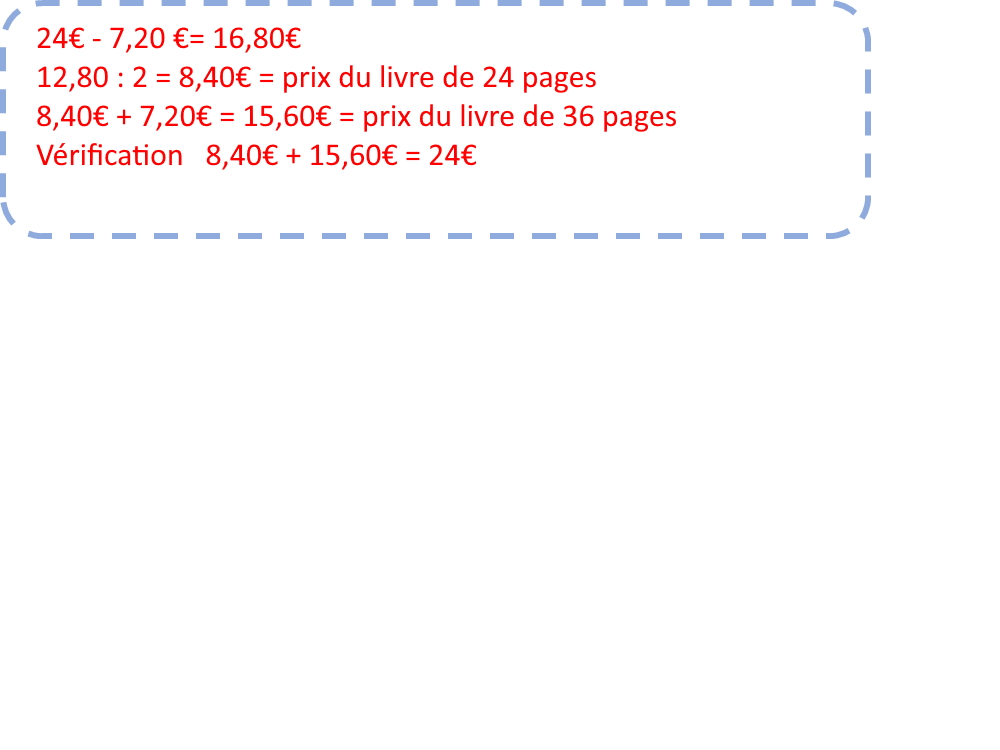 24€ - 7,20 €= 16,80€
12,80 : 2 = 8,40€ = prix du livre de 24 pages
8,40€ + 7,20€ = 15,60€ = prix du livre de 36 pages
Vérification   8,40€ + 15,60€ = 24€